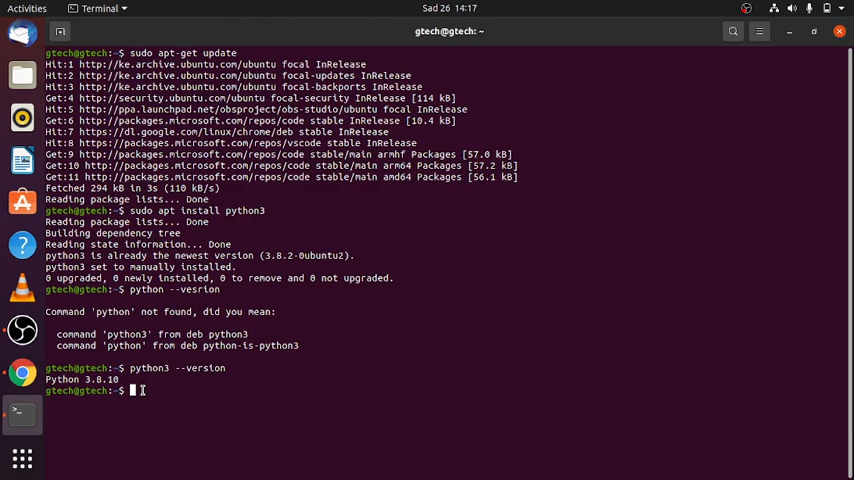 Activities
Terminal
Sad 26 14:17
gtech@gtech: ~
gtech@gtech:~$ sudo apt-get update
Hit:1 http://ke.archive.ubuntu.com/ubuntu focal InRelease
Hit:2 http://ke.archive.ubuntu.com/ubuntu focal-updates InRelease
Hit:3 http://ke.archive.ubuntu.com/ubuntu focal-backports InRelease
Get:4 http://security.ubuntu.com/ubuntu focal-security InRelease [114 kB]
Hit:5 http://ppa.launchpad.net/obsproject/obs-studio/ubuntu focal InRelease
Get:6 http://packages.microsoft.com/repos/code stable InRelease [10.4 kB]
Hit:7 https://dl.google.com/linux/chrome/deb stable InRelease
Hit:8 https://packages.microsoft.com/repos/vscode stable InRelease
Get:9 http://packages.microsoft.com/repos/code stable/main armhf Packages [57.0 kB]
Get:10 http://packages.microsoft.com/repos/code stable/main arm64 Packages [57.2 kB]
Get:11 http://packages.microsoft.com/repos/code stable/main amd64 Packages [56.1 kB]
Fetched 294 kB in 3s (110 kB/s)
Reading package lists... Done
gtech@gtech:~$ sudo apt install python3
Reading package lists... Done
Building dependency tree
Reading state information... Done
python3 is already the newest version (3.8.2-0ubuntu2).
python3 set to manually installed.
0 upgraded, 0 newly installed, 0 to remove and 0 not upgraded.
gtech@gtech:~$ python --vesrion
Command 'python' not found, did you mean:
command 'python3' from deb python3
command 'python' from deb python-is-python3
gtech@gtech:~$ python3 --version
Python 3.8.10
gtech@gtech:~$